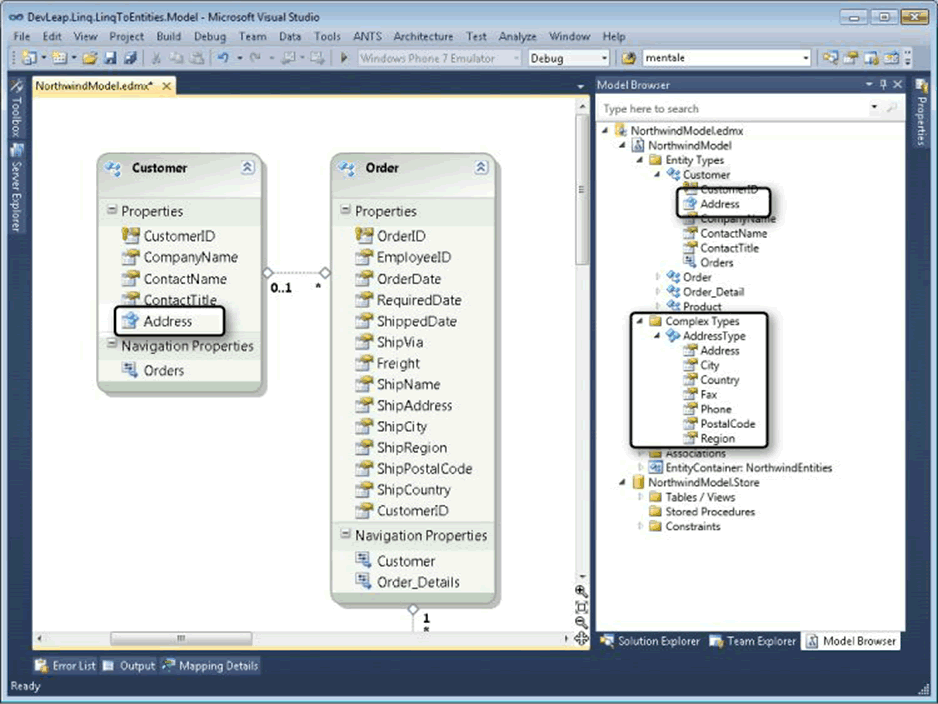 DevLeap.Linq.LinqToEntities.Model - Microsoft Visual Studio
File Edit View Project Build Debug Team Data Tools ANTS Architecture Test Analyze Window Help
Windows Phone 7 Emulator Debug mentale
Toolbox
Server Explorer
NorthwindModel.edmx*
Customer
Properties
CustomerID
CompanyName
ContactName
ContactTitle
Address
Navigation Properties
Orders
0..1 *
Order
Properties
OrderID
EmployeeID
OrderDate
RequiredDate
ShippedDate
ShipVia
Freight
ShipName
ShipAddress
ShipCity
ShipRegion
ShipPostalCode
ShipCountry
CustomerID
Navigation Properties
Customer
Order_Details
1
*
Model Browser
Type here to search
NorthwindModel.edmx
NorthwindModel
Entity Types
Customer
CustomerID
Address
CompanyName
ContactName
ContactTitle
Orders
Order
Order_Detail
Product
Complex Types
AddressType
Address
City
Country
Fax
Phone
PostalCode
Region
Associations
EntityContainer: NorthwindEntities
NorthwindModel.Store
Tables / Views
Stored Procedures
Constraints
Properties
Solution Explorer Team Explorer Model Browser
Error List Output Mapping Details
Ready